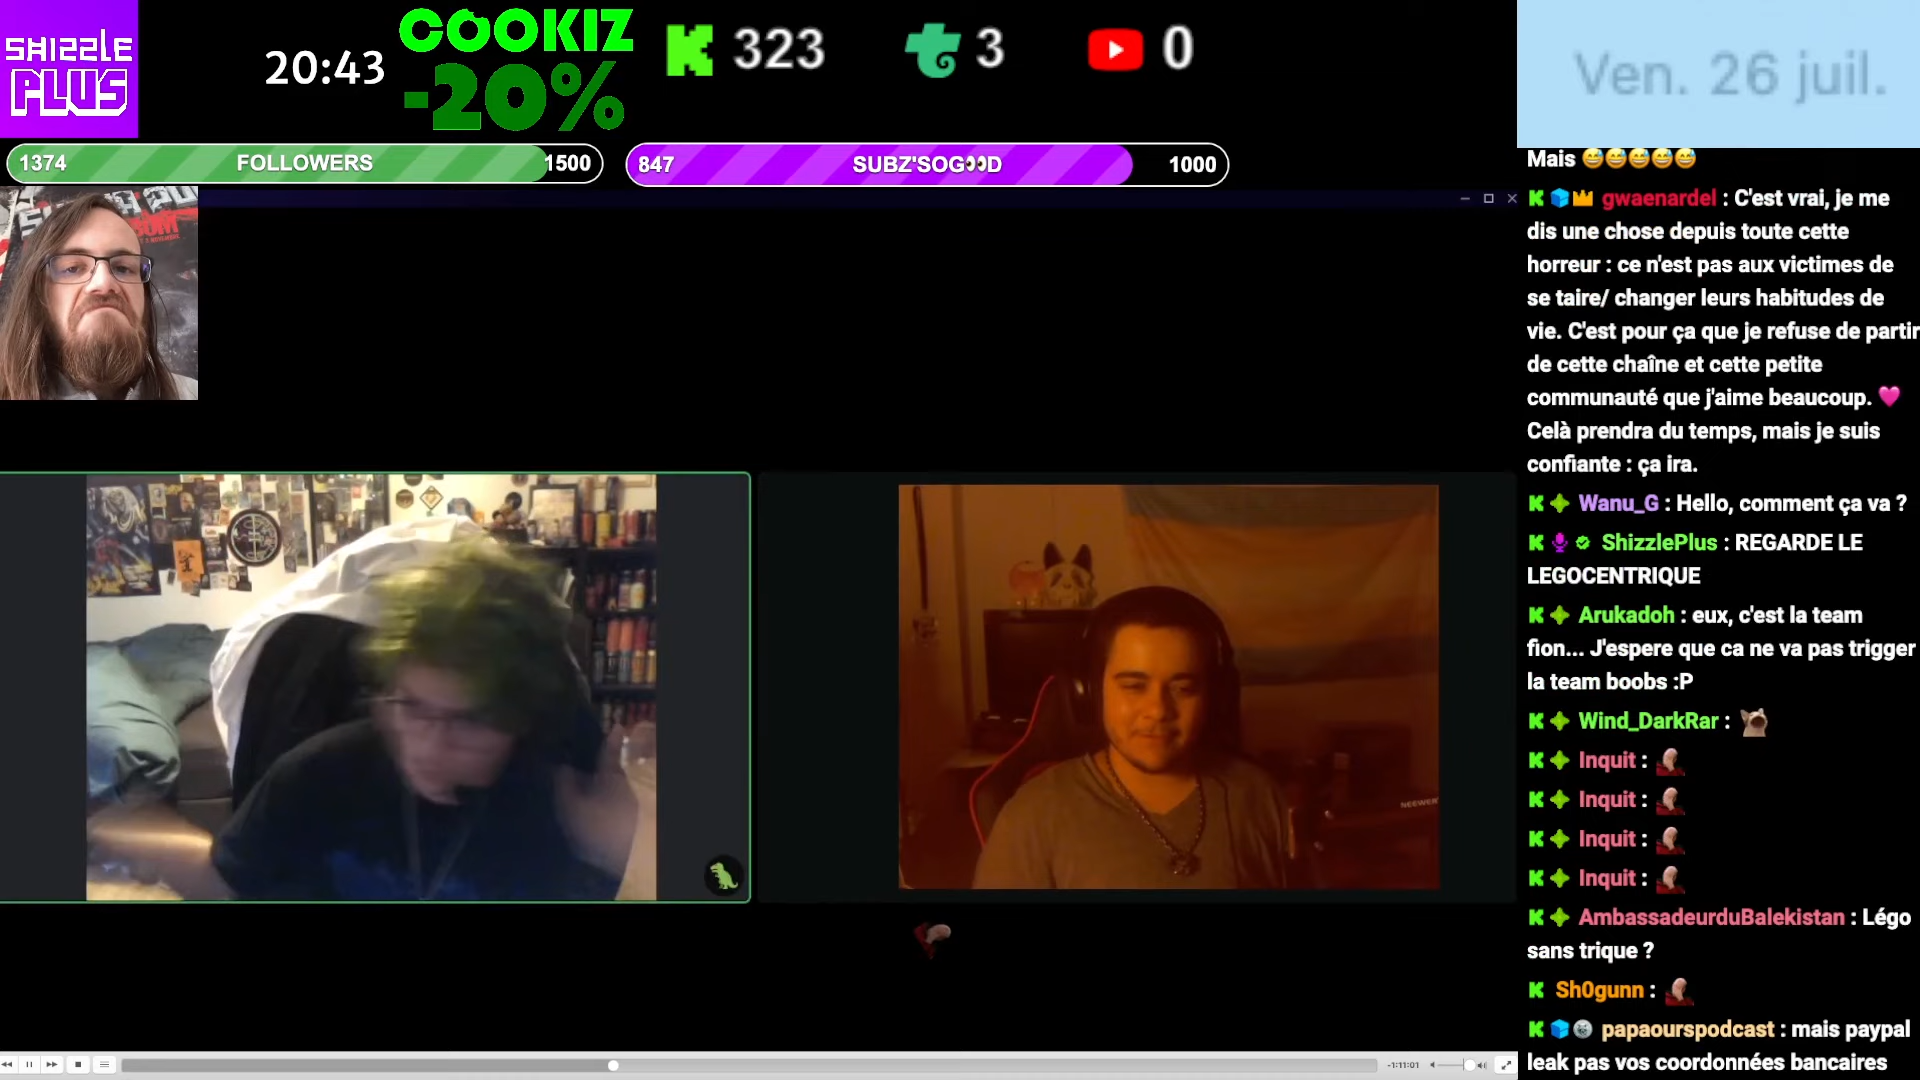 SHIZZLE
PLUS
20:43
COOKIZ
-20%
323
3
0
Ven. 26 juil.
1374 FOLLOWERS 1500
847 SUBZ'SOG👀D 1000
Mais 😅😅😅😅😅
gwaenardel : C'est vrai, je me
dis une chose depuis toute cette
horreur : ce n'est pas aux victimes de
se taire/ changer leurs habitudes de
vie. C'est pour ça que je refuse de partir
de cette chaîne et cette petite
communauté que j'aime beaucoup. 💗
Celà prendra du temps, mais je suis
confiante : ça ira.
Wanu_G : Hello, comment ça va ?
ShizzlePlus : REGARDE LE
LEGOCENTRIQUE
Arukadoh : eux, c'est la team
fion... J'espere que ca ne va pas trigger
la team boobs :P
Wind_DarkRar :
Inquit :
Inquit :
Inquit :
Inquit :
AmbassadeurduBalekistan : Légo
sans trique ?
Sh0gunn :
papaourspodcast : mais paypal
leak pas vos coordonnées bancaires
NEEWER
-1:11:01